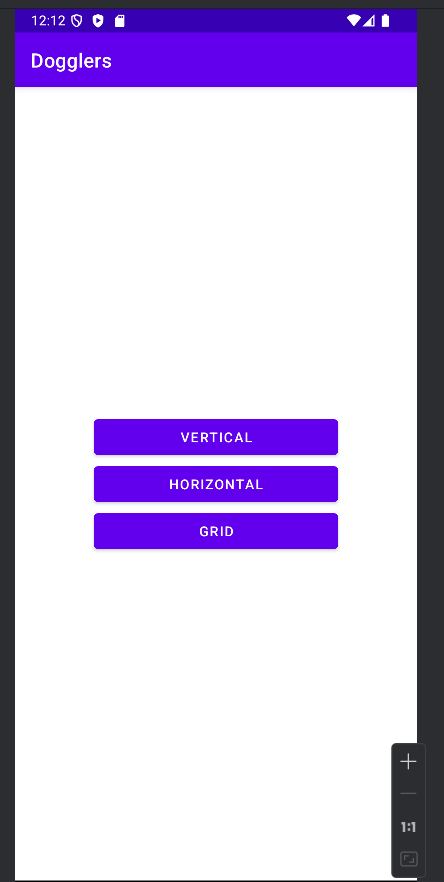 12:12
Dogglers
VERTICAL
HORIZONTAL
GRID
1:1